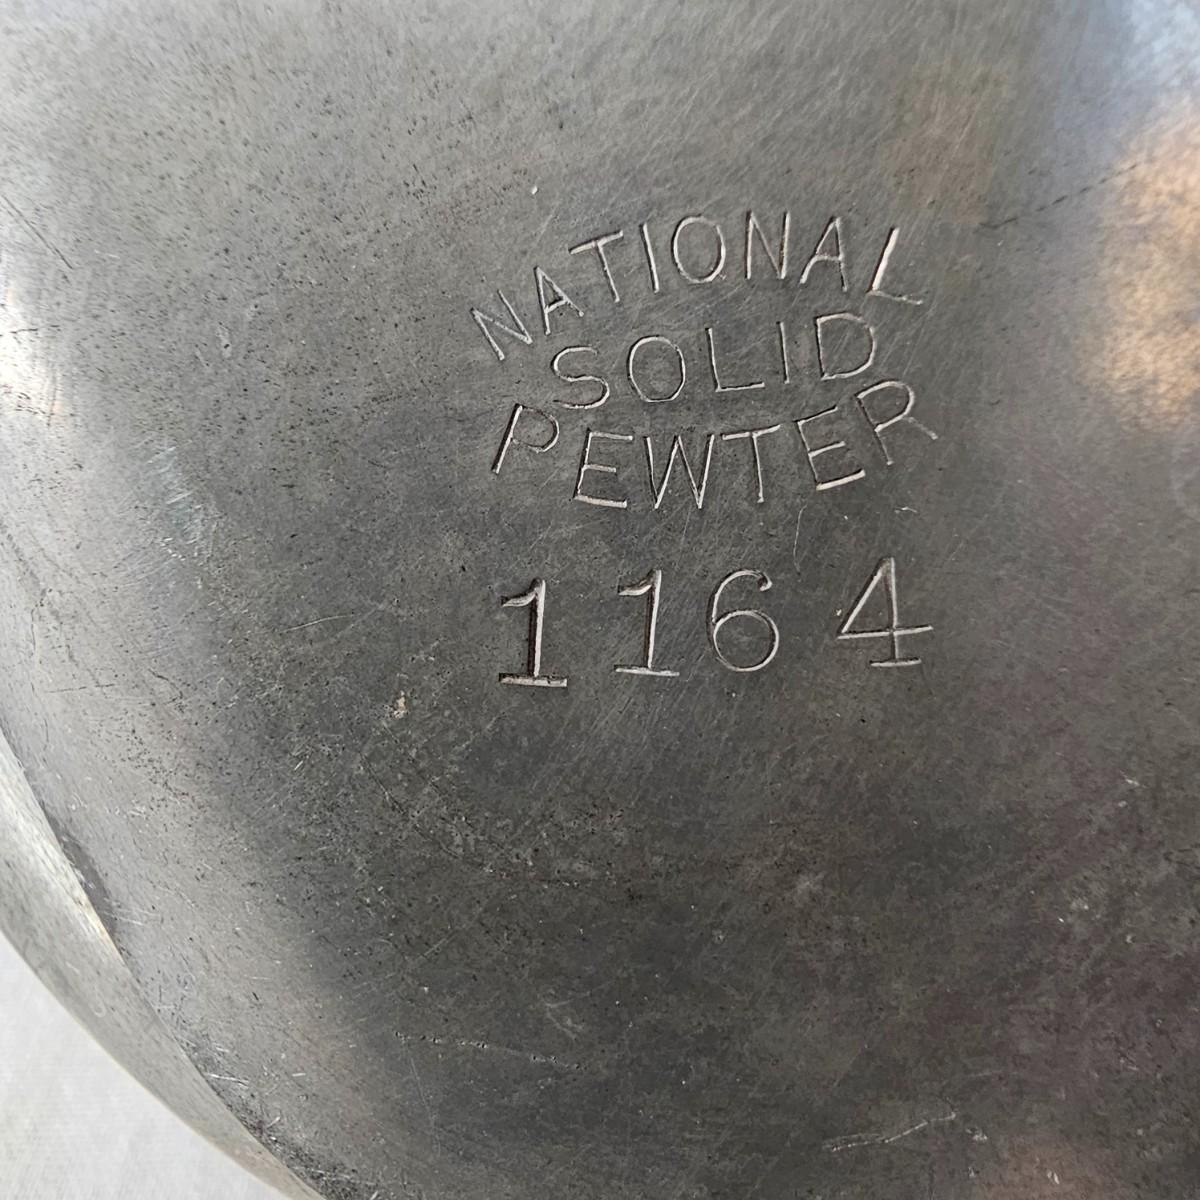 NATIONAL
SOLID
PEWTER
1164